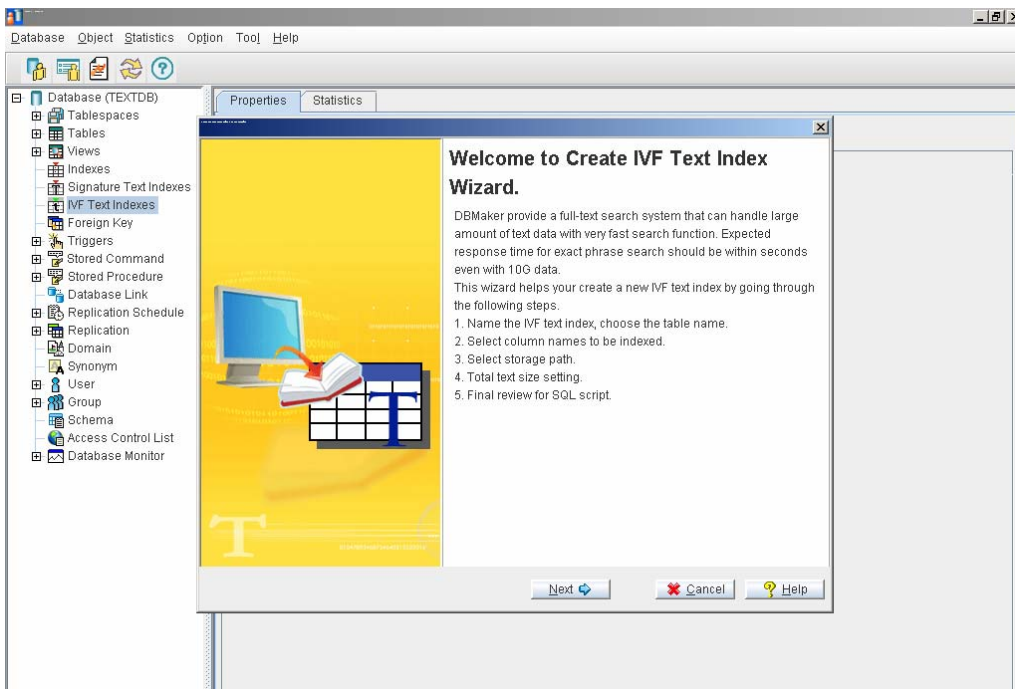 Database Object Statistics Option Tool Help
Database (TEXTDB)
Tablespaces
Tables
Views
Indexes
Signature Text Indexes
IVF Text Indexes
Foreign Key
Triggers
Stored Command
Stored Procedure
Database Link
Replication Schedule
Replication
Domain
Synonym
User
Group
Schema
Access Control List
Database Monitor
Properties Statistics
Welcome to Create IVF Text Index
Wizard.
DBMaker provide a full-text search system that can handle large
amount of text data with very fast search function. Expected
response time for exact phrase search should be within seconds
even with 10G data.
This wizard helps your create a new IVF text index by going through
the following steps.
1. Name the IVF text index, choose the table name.
2. Select column names to be indexed.
3. Select storage path.
4. Total text size setting.
5. Final review for SQL script.
T
T
Next Cancel Help